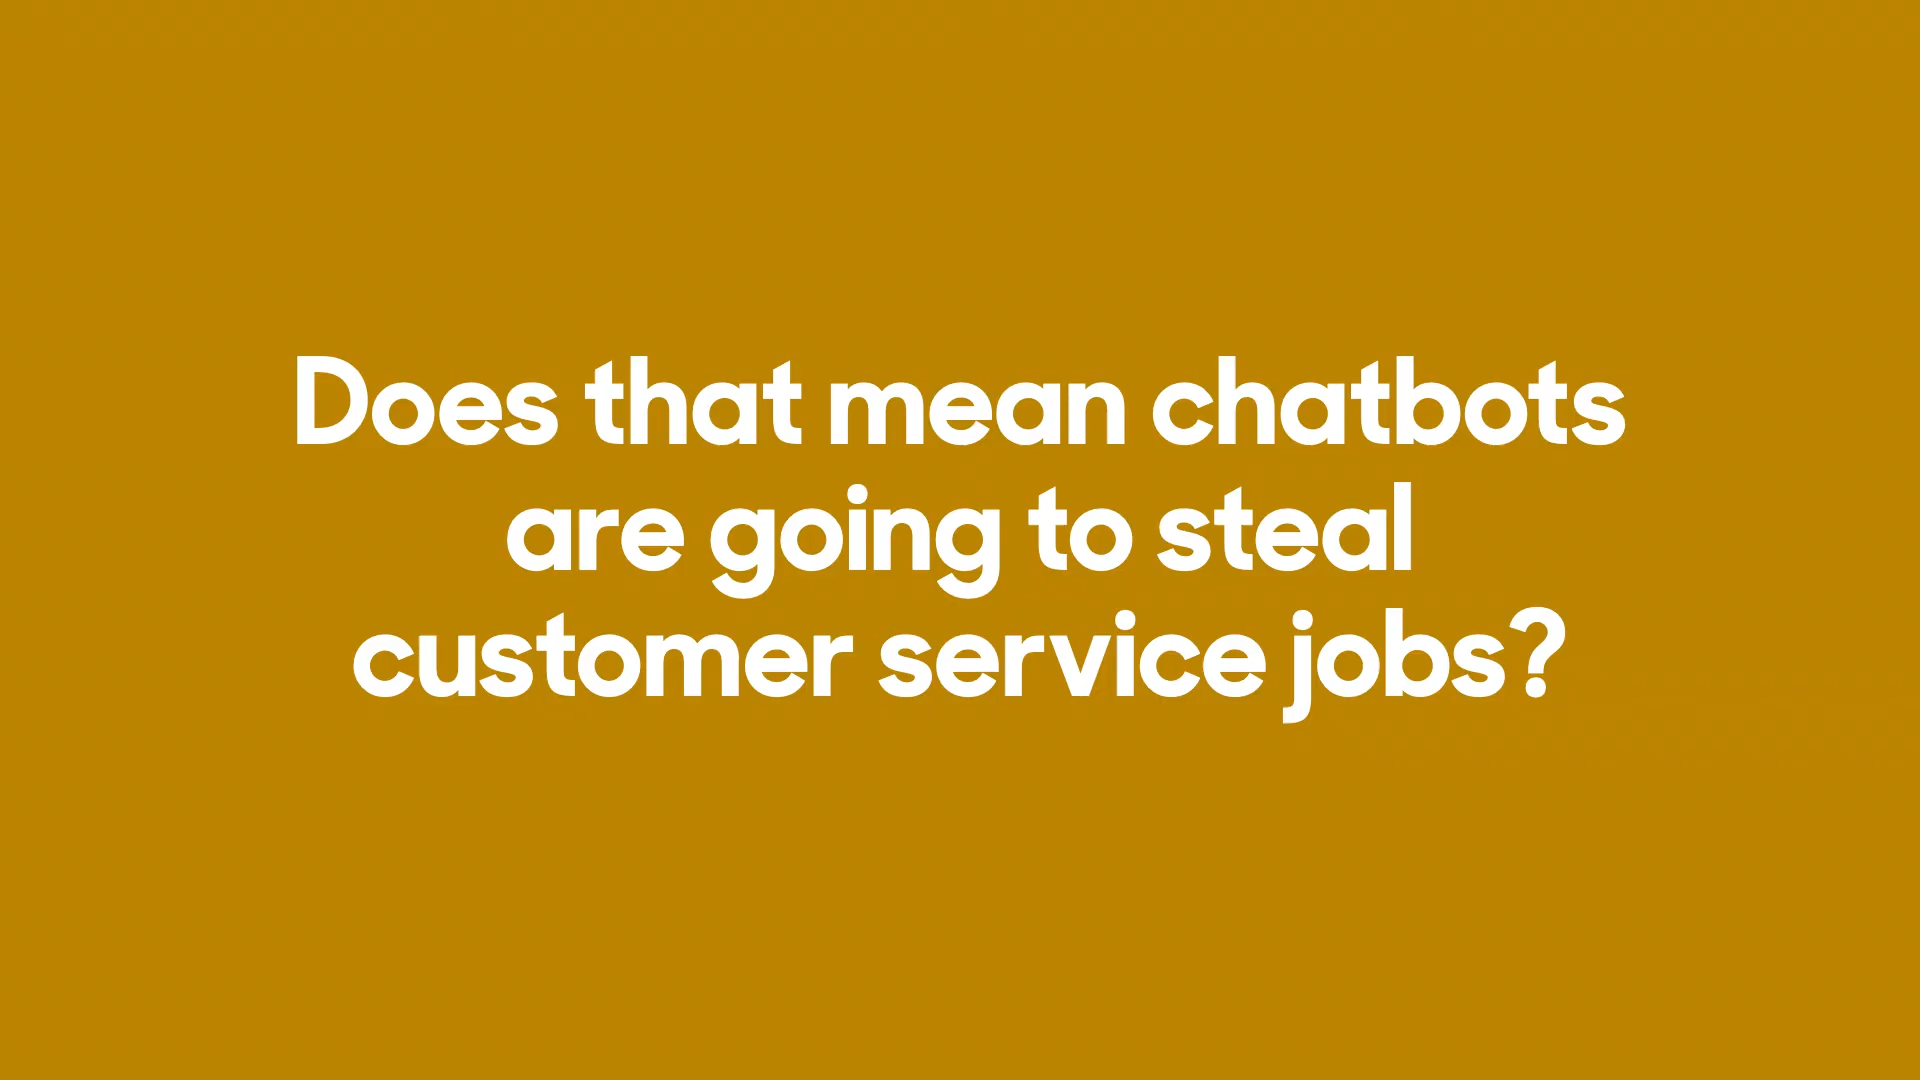 Does that mean chatbots
are going to steal
customer service jobs?